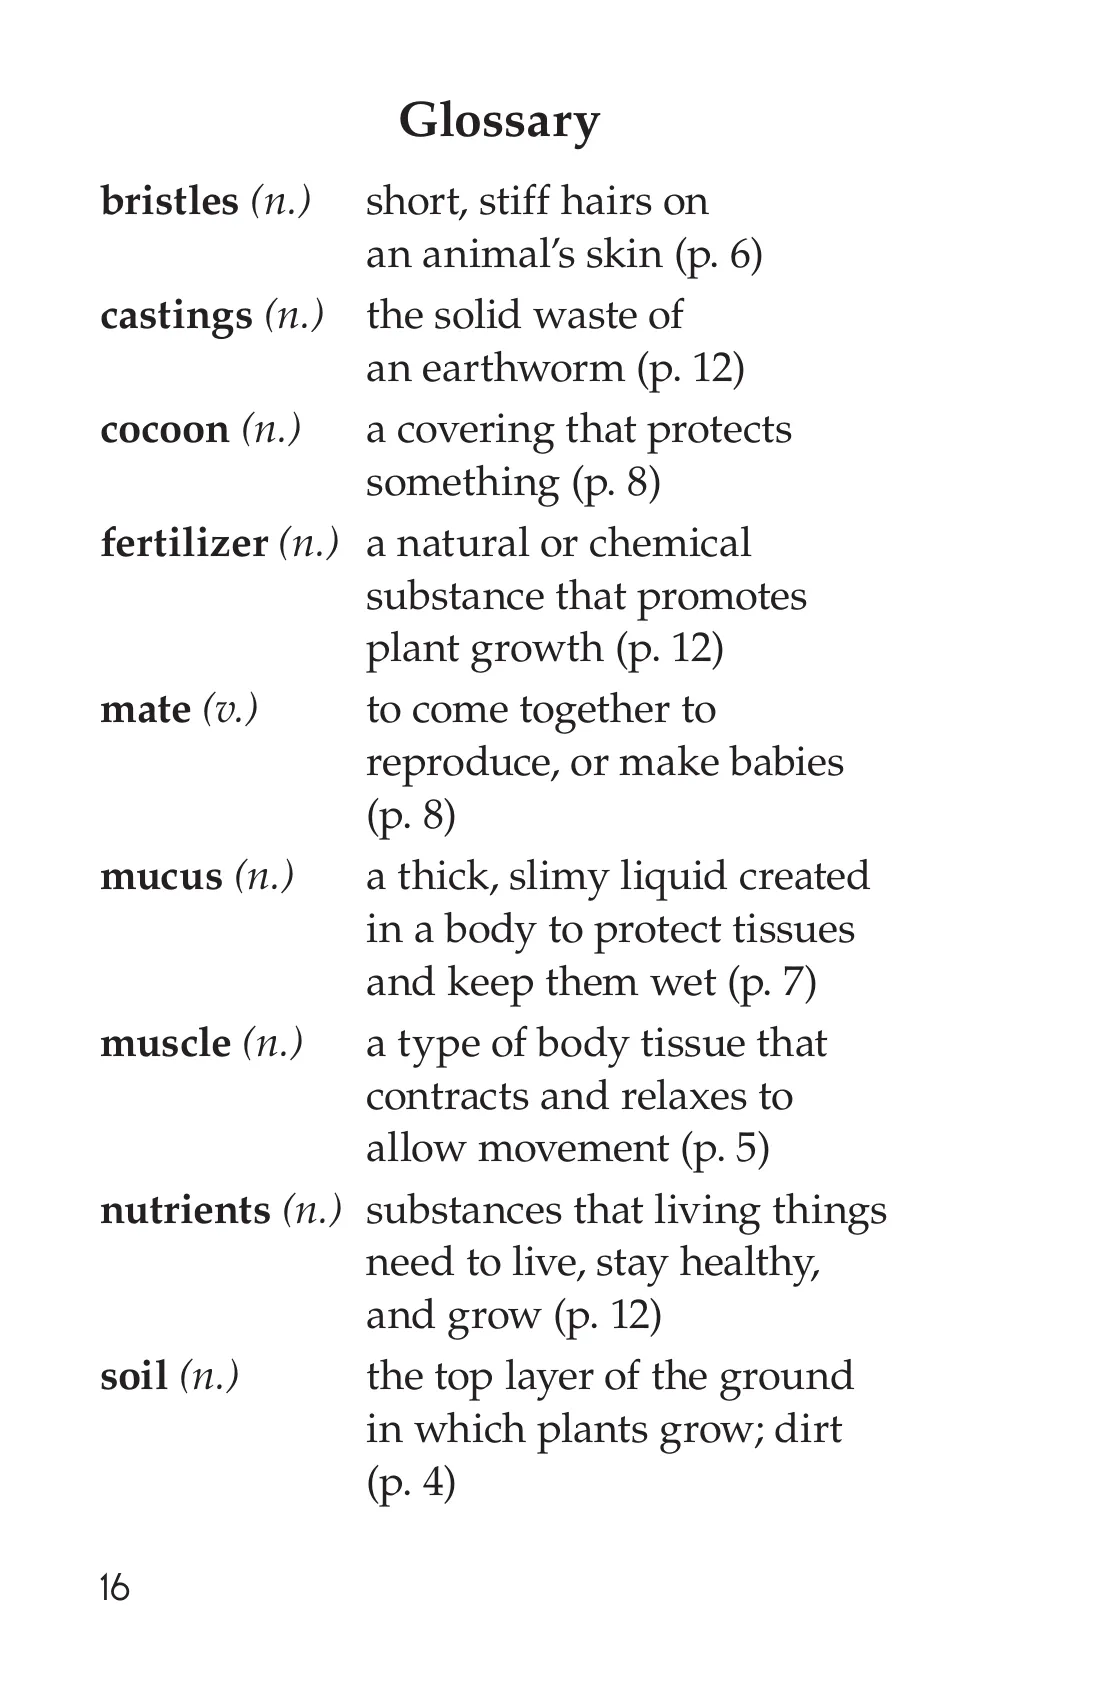 Glossary
bristles (n.) short, stiff hairs on
an animal’s skin (p. 6)
castings (n.) the solid waste of
an earthworm (p. 12)
cocoon (n.) a covering that protects
something (p. 8)
fertilizer (n.) a natural or chemical
substance that promotes
plant growth (p. 12)
mate (v.) to come together to
reproduce, or make babies
(p. 8)
mucus (n.) a thick, slimy liquid created
in a body to protect tissues
and keep them wet (p. 7)
muscle (n.) a type of body tissue that
contracts and relaxes to
allow movement (p. 5)
nutrients (n.) substances that living things
need to live, stay healthy,
and grow (p. 12)
soil (n.) the top layer of the ground
in which plants grow; dirt
(p. 4)
16